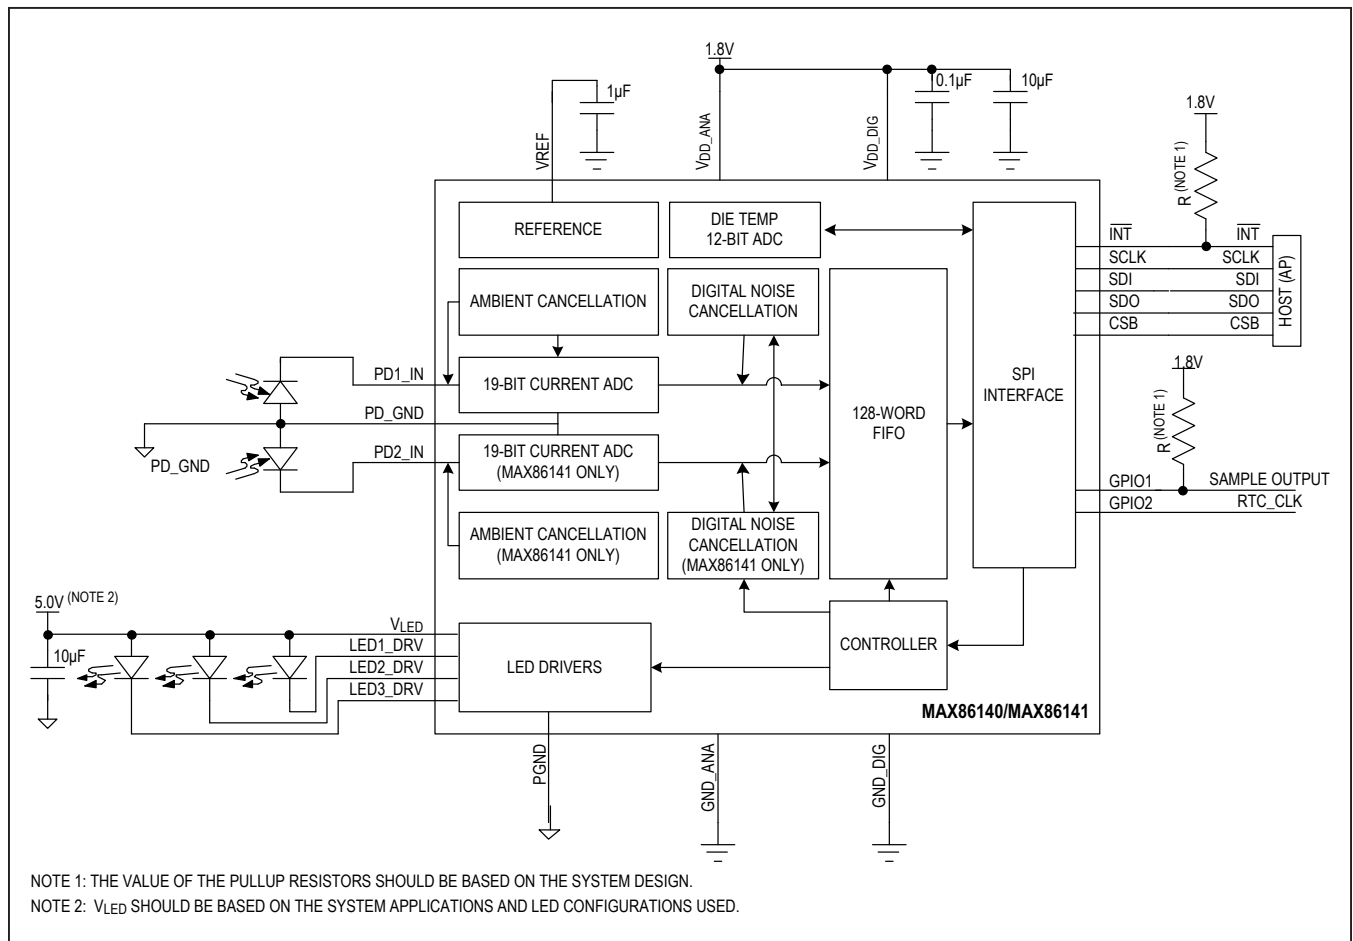 1.8V
1µF
0.1µF
10µF
1.8V
VREF
VDD_ANA
VDD_DIG
R (NOTE 1)
REFERENCE
DIE TEMP
12-BIT ADC
INT
INT
SCLK
SCLK
SDI
SDI
SDO
SDO
CSB
CSB
HOST (AP)
AMBIENT CANCELLATION
DIGITAL NOISE
CANCELLATION
SPI
INTERFACE
1.8V
PD1_IN
19-BIT CURRENT ADC
128-WORD
FIFO
R (NOTE 1)
PD_GND
PD_GND
PD2_IN
19-BIT CURRENT ADC
(MAX86141 ONLY)
GPIO1
SAMPLE OUTPUT
GPIO2
RTC_CLK
AMBIENT CANCELLATION
(MAX86141 ONLY)
DIGITAL NOISE
CANCELLATION
(MAX86141 ONLY)
5.0V (NOTE 2)
10µF
VLED
LED1_DRV
LED2_DRV
LED3_DRV
LED DRIVERS
CONTROLLER
MAX86140/MAX86141
PGND
GND_ANA
GND_DIG
NOTE 1: THE VALUE OF THE PULLUP RESISTORS SHOULD BE BASED ON THE SYSTEM DESIGN.
NOTE 2: VLED SHOULD BE BASED ON THE SYSTEM APPLICATIONS AND LED CONFIGURATIONS USED.